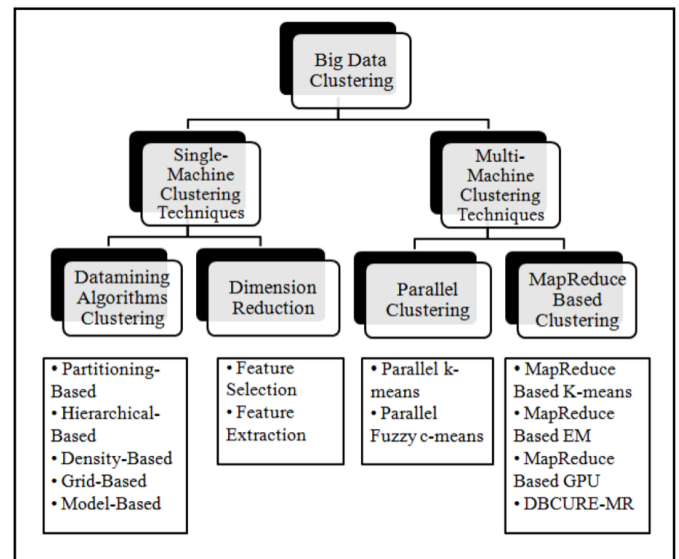 Big Data
Clustering
Single-
Machine
Clustering
Techniques
Multi-
Machine
Clustering
Techniques
Datamining
Algorithms
Clustering
Dimension
Reduction
Parallel
Clustering
MapReduce
Based
Clustering
• Partitioning-
Based
• Hierarchical-
Based
• Density-Based
• Grid-Based
• Model-Based
• Feature
Selection
• Feature
Extraction
• Parallel k-
means
• Parallel
Fuzzy c-means
• MapReduce
Based K-means
• MapReduce
Based EM
• MapReduce
Based GPU
• DBCURE-MR